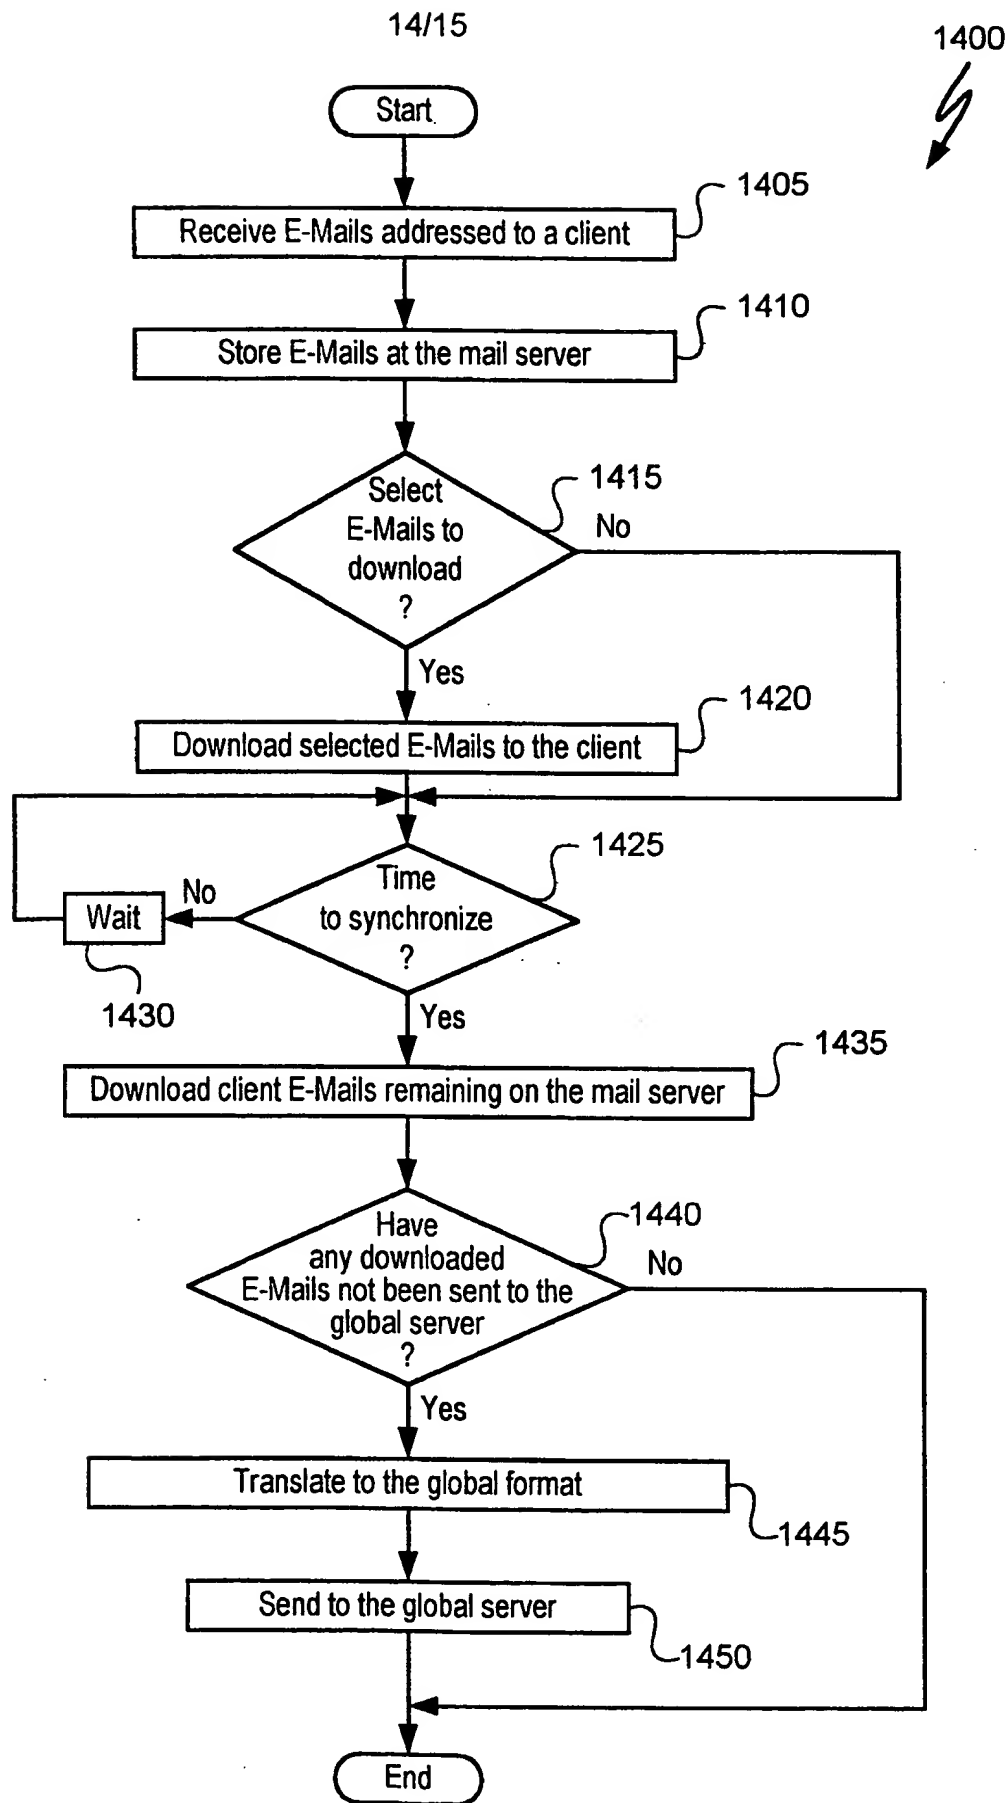 14/15
1400
Start
1405
Receive E-Mails addressed to a client
1410
Store E-Mails at the mail server
1415
Select
E-Mails to
download
?
No
Yes
1420
Download selected E-Mails to the client
1425
Time
to synchronize
?
No
Wait
1430
Yes
1435
Download client E-Mails remaining on the mail server
1440
Have
any downloaded
E-Mails not been sent to the
global server
?
No
Yes
Translate to the global format
1445
Send to the global server
1450
End